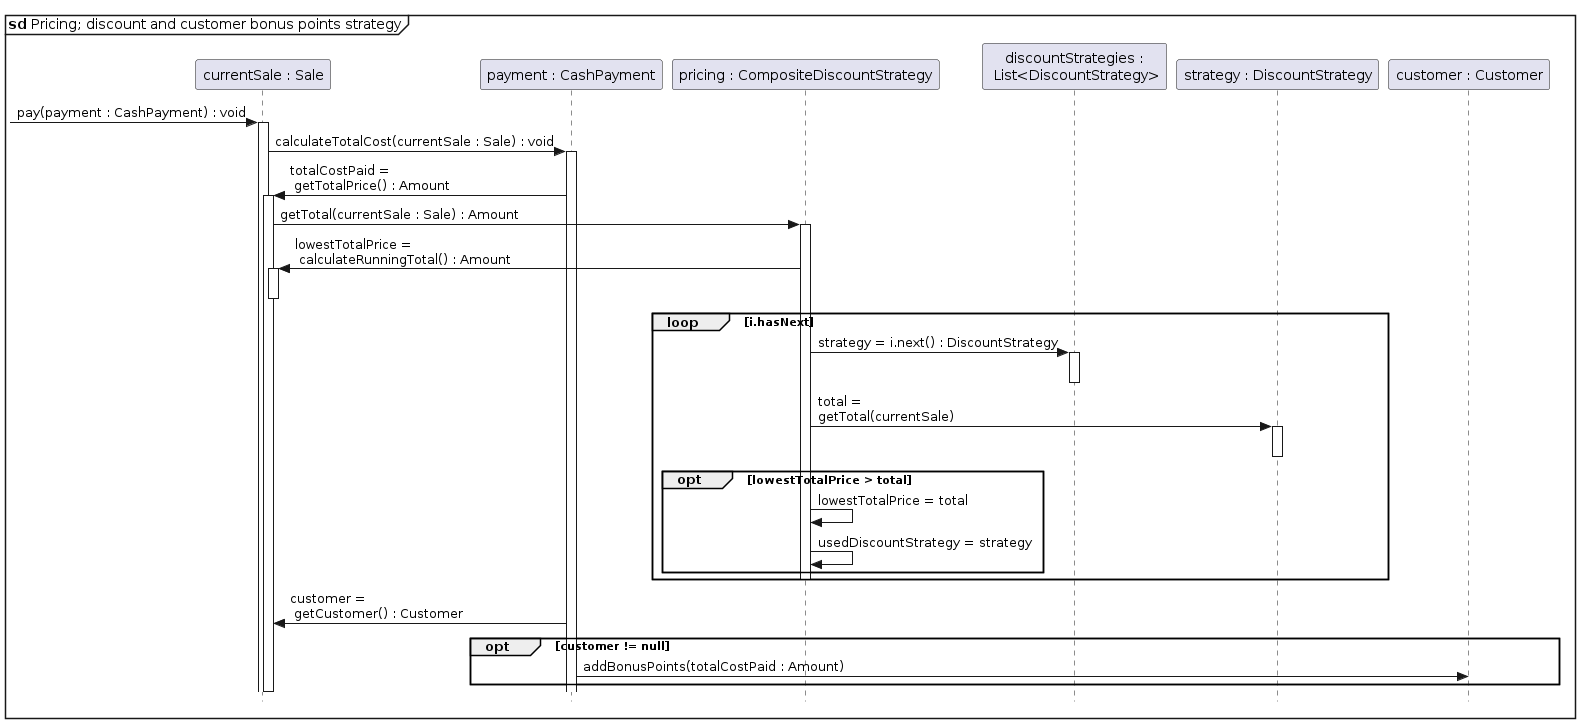 sd Pricing; discount and customer bonus points strategy
currentSale : Sale
payment : CashPayment
pricing : CompositeDiscountStrategy
discountStrategies :
List<DiscountStrategy>
strategy : DiscountStrategy
customer : Customer
pay(payment : CashPayment) : void
calculateTotalCost(currentSale : Sale) : void
totalCostPaid =
getTotalPrice() : Amount
getTotal(currentSale : Sale) : Amount
lowestTotalPrice =
calculateRunningTotal() : Amount
loop [i.hasNext]
strategy = i.next() : DiscountStrategy
total =
getTotal(currentSale)
opt [lowestTotalPrice > total]
lowestTotalPrice = total
usedDiscountStrategy = strategy
customer =
getCustomer() : Customer
opt [customer != null]
addBonusPoints(totalCostPaid : Amount)